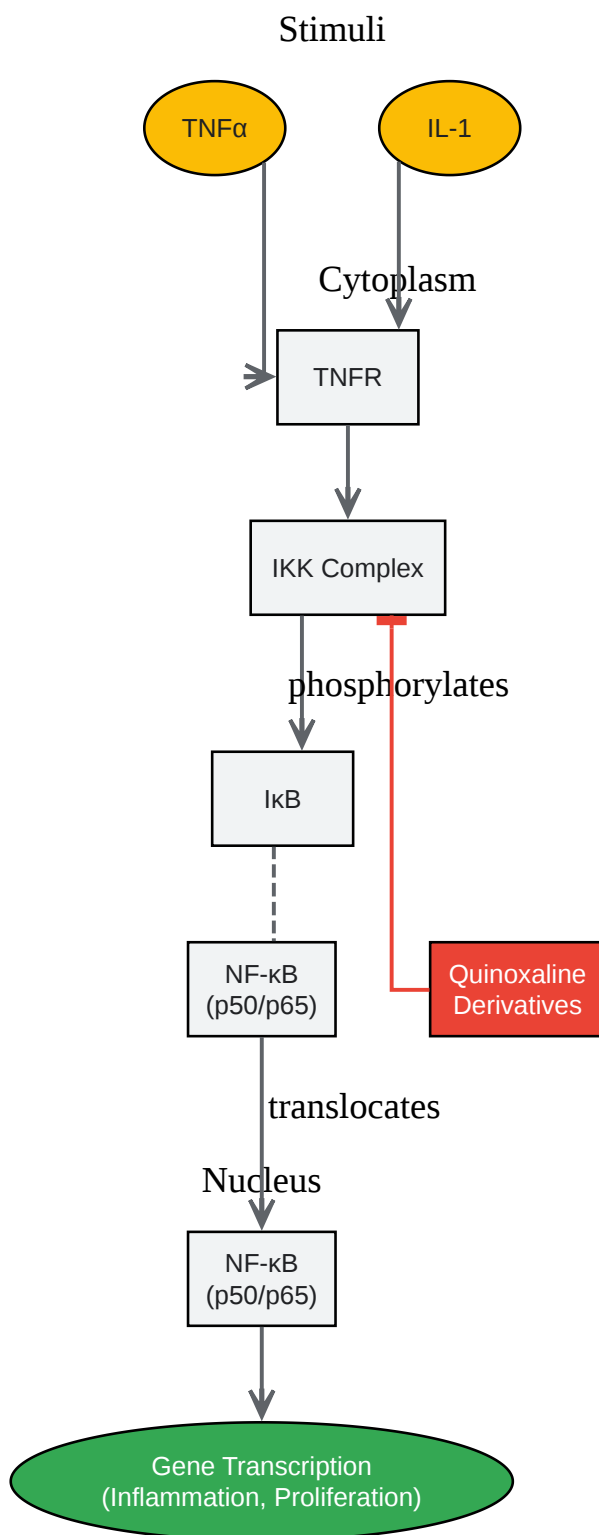 Stimuli
TNFα
IL-1
Cytoplasm
TNFR
IKK Complex
phosphorylates
IκB
NF-κB
(p50/p65)
Quinoxaline
Derivatives
translocates
Nucleus
NF-κB
(p50/p65)
Gene Transcription
(Inflammation, Proliferation)